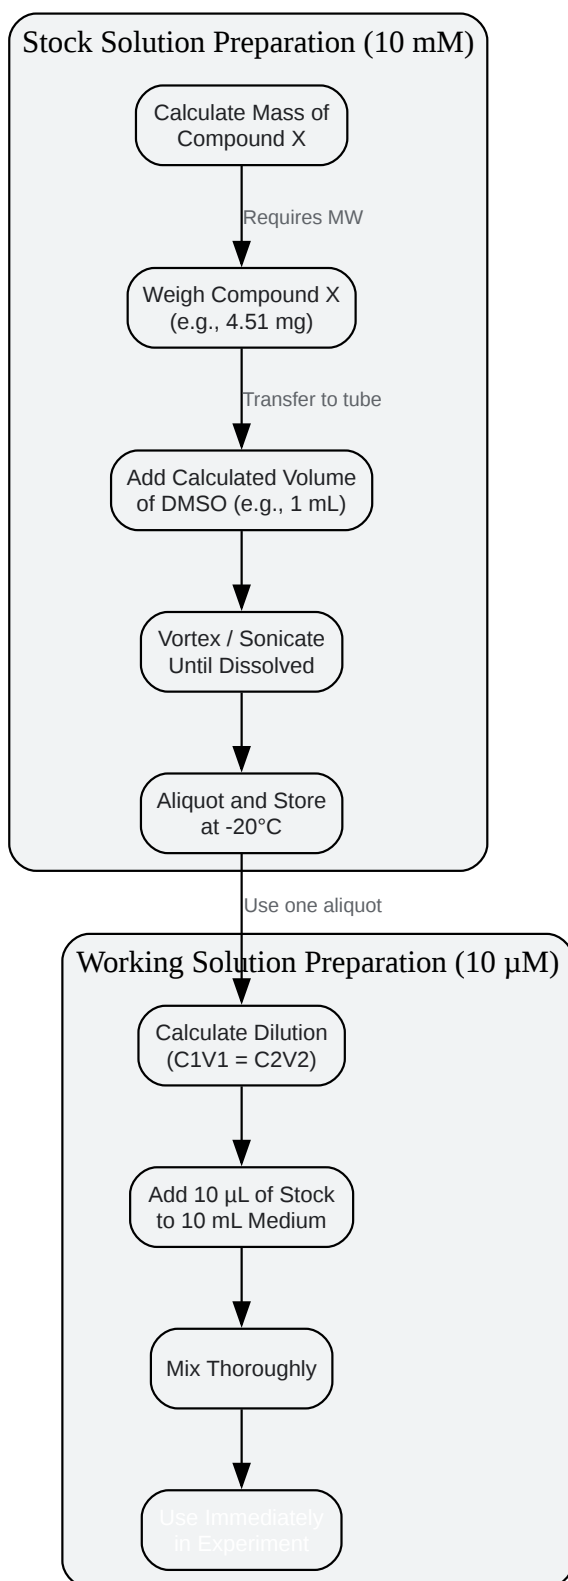 Stock Solution Preparation (10 mM)
Calculate Mass of
Compound X
Requires MW
Weigh Compound X
(e.g., 4.51 mg)
Transfer to tube
Add Calculated Volume
of DMSO (e.g., 1 mL)
Vortex / Sonicate
Until Dissolved
Aliquot and Store
at -20°C
Use one aliquot
Working Solution Preparation (10 µM)
Calculate Dilution
(C1V1 = C2V2)
Add 10 µL of Stock
to 10 mL Medium
Mix Thoroughly
Use Immediately
in Experiment